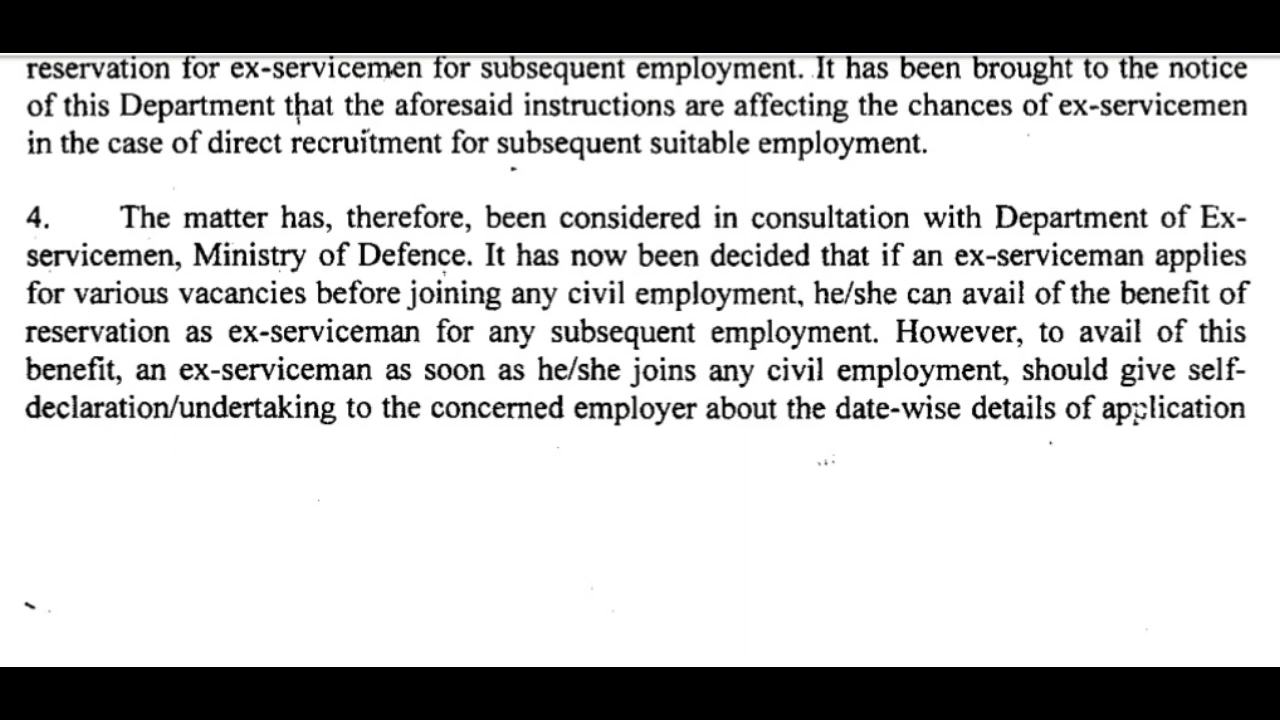 reservation for ex-servicemen for subsequent employment. It has been brought to the notice
of this Department that the aforesaid instructions are affecting the chances of ex-servicemen
in the case of direct recruitment for subsequent suitable employment.
4. The matter has, therefore, been considered in consultation with Department of Ex-
servicemen, Ministry of Defence. It has now been decided that if an ex-serviceman applies
for various vacancies before joining any civil employment, he/she can avail of the benefit of
reservation as ex-serviceman for any subsequent employment. However, to avail of this
benefit, an ex-serviceman as soon as he/she joins any civil employment, should give self-
declaration/undertaking to the concerned employer about the date-wise details of application